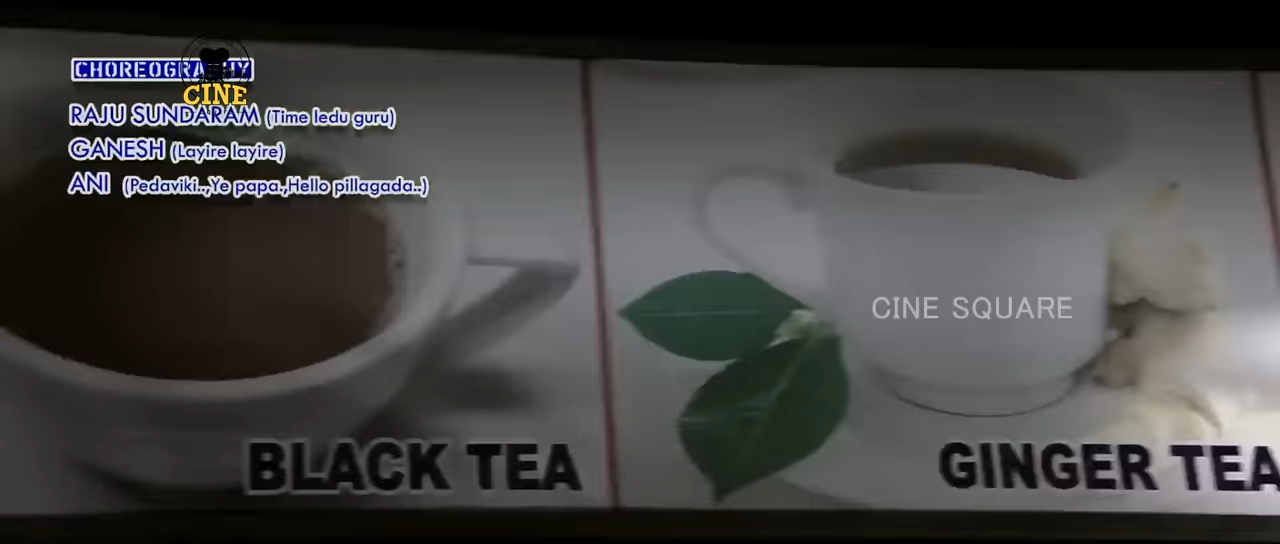 CHOREOGRAPHY
CINE
RAJU SUNDARAM (Time ledu guru)
GANESH (Layire layire)
ANI (Pedaviki..,Ye papa.,Hello pillagada..)
CINE SQUARE
BLACK TEA
GINGER TEA